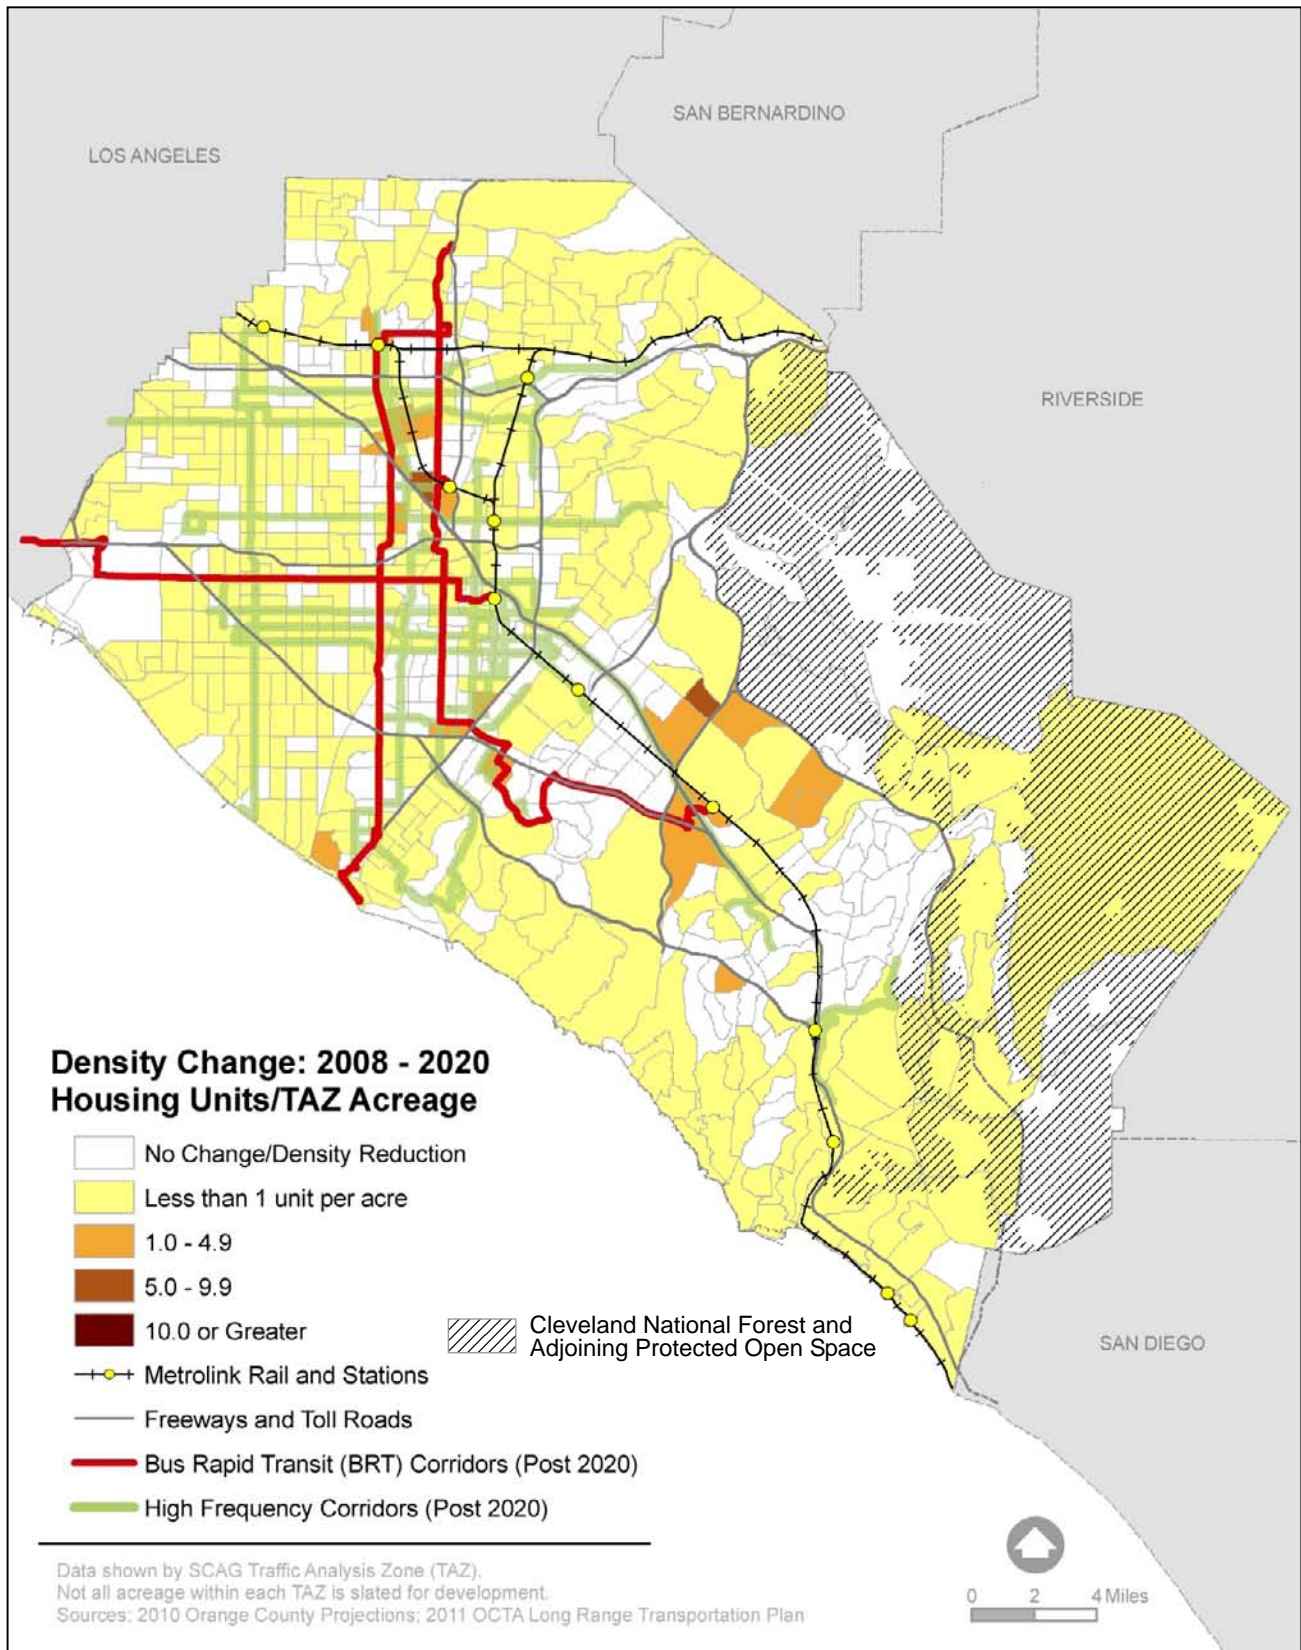 SAN BERNARDINO
LOS ANGELES
RIVERSIDE
Density Change: 2008 - 2020
Housing Units/TAZ Acreage
No Change/Density Reduction
Less than 1 unit per acre
1.0 - 4.9
5.0 - 9.9
10.0 or Greater
Cleveland National Forest and
Adjoining Protected Open Space
SAN DIEGO
Metrolink Rail and Stations
Freeways and Toll Roads
Bus Rapid Transit (BRT) Corridors (Post 2020)
High Frequency Corridors (Post 2020)
Data shown by SCAG Traffic Analysis Zone (TAZ).
Not all acreage within each TAZ is slated for development.
Sources: 2010 Orange County Projections; 2011 OCTA Long Range Transportation Plan
0 2 4 Miles